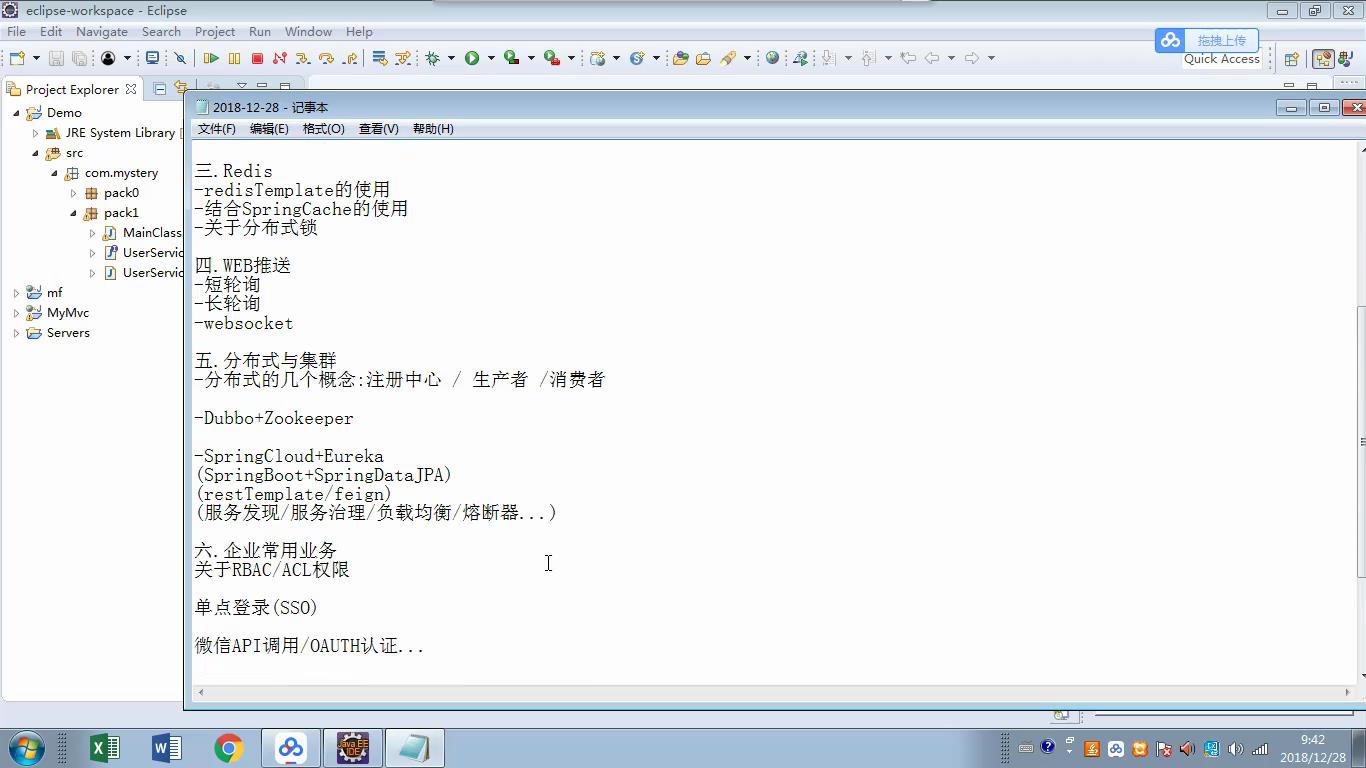 eclipse-workspace - Eclipse
File Edit Navigate Search Project Run Window Help
拖拽上传
Quick Access
Project Explorer
Demo
JRE System Library
src
com.mystery
pack0
pack1
MainClass
UserServic
UserServic
mf
MyMvc
Servers
2018-12-28 - 记事本
文件(F) 编辑(E) 格式(O) 查看(V) 帮助(H)
三.Redis
-redisTemplate的使用
-结合SpringCache的使用
-关于分布式锁
四.WEB推送
-短轮询
-长轮询
-websocket
五.分布式与集群
-分布式的几个概念:注册中心 / 生产者 /消费者
-Dubbo+Zookeeper
-SpringCloud+Eureka
(SpringBoot+SpringDataJPA)
(restTemplate/feign)
(服务发现/服务治理/负载均衡/熔断器...)
六.企业常用业务
关于RBAC/ACL权限
单点登录(SSO)
微信API调用/OAUTH认证...
9:42
2018/12/28